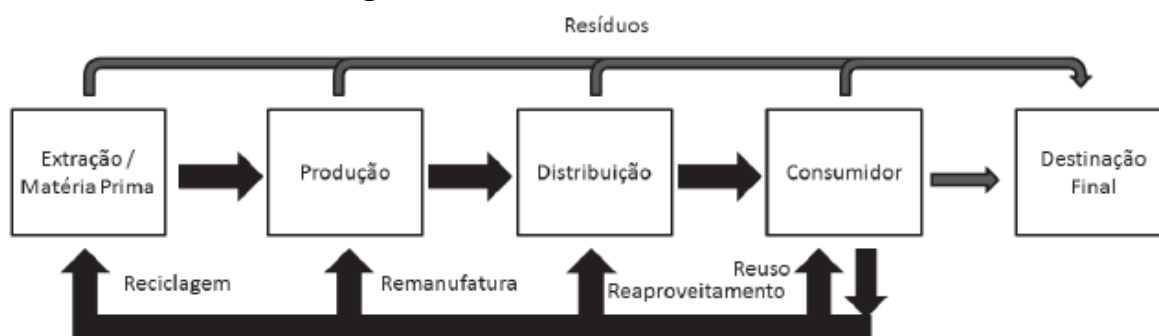 Resíduos
Extração /
Matéria Prima
Produção
Distribuição
Consumidor
Destinação
Final
Reciclagem
Remanufatura
Reaproveitamento
Reuso